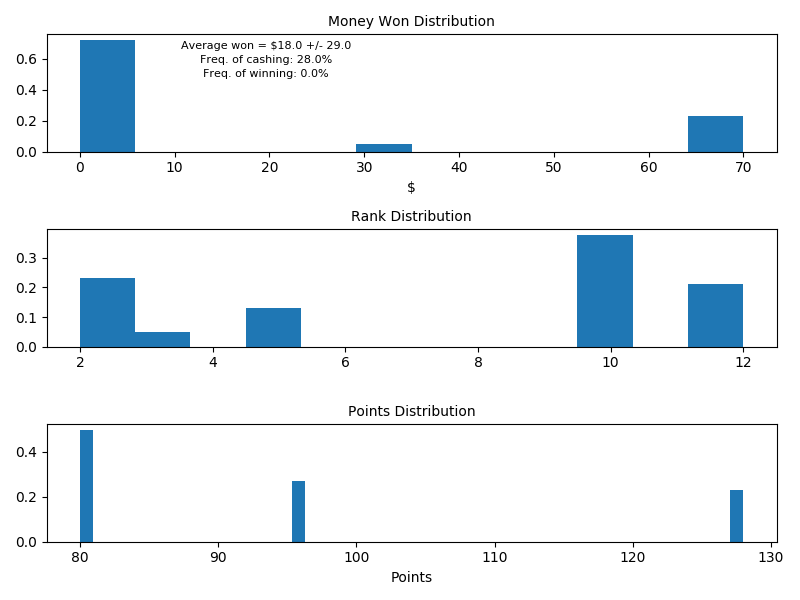 Money Won Distribution
Average won = $18.0 +/- 29.0
Freq. of cashing: 28.0%
Freq. of winning: 0.0%
0.6
0.4
0.2
0.0
0 10 20 30 40 50 60 70
$
Rank Distribution
0.3
0.2
0.1
0.0
2 4 6 8 10 12
Points Distribution
0.4
0.2
0.0
80 90 100 110 120 130
Points